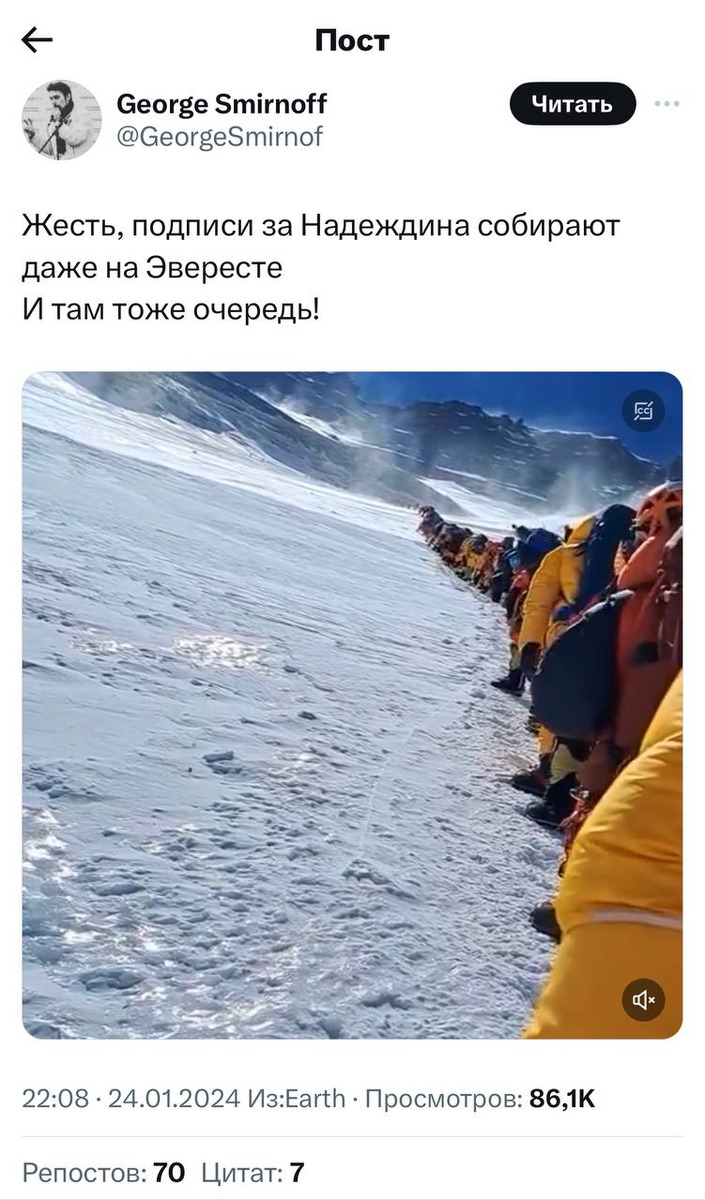 Пост
George Smirnoff
@GeorgeSmirnof
Читать
Жесть, подписи за Надеждина собирают
даже на Эвересте
И там тоже очередь!
CC
22:08 · 24.01.2024 Из:Earth · Просмотров: 86,1K
Репостов: 70 Цитат: 7